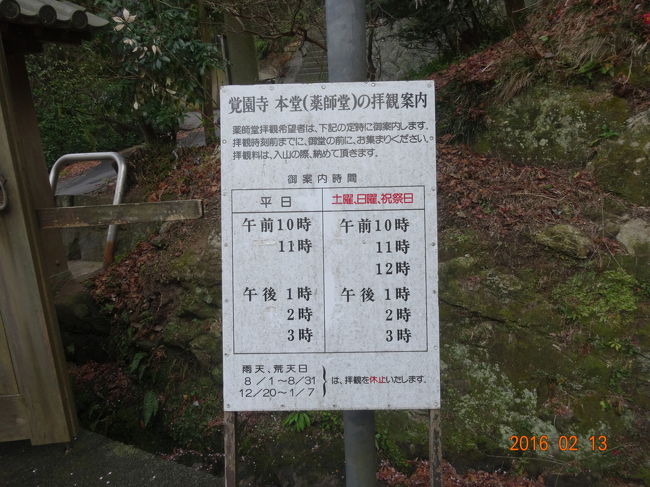 覚園寺 本堂(薬師堂)の拝観案内
薬師堂拝観希望者は、下記の定時に御案内します。
拝観時刻前までに、御堂の前に、お集まりください。
拝観料は、入山の際、納めて頂きます。
御案内時間
平日
土曜、日曜、祝祭日
午前10時
11時
午後1時
2時
3時
午前10時
11時
12時
午後1時
2時
3時
雨天、荒天日
8/1~8/31
12/20~1/7
は、拝観を休止いたします。
2016 02 13